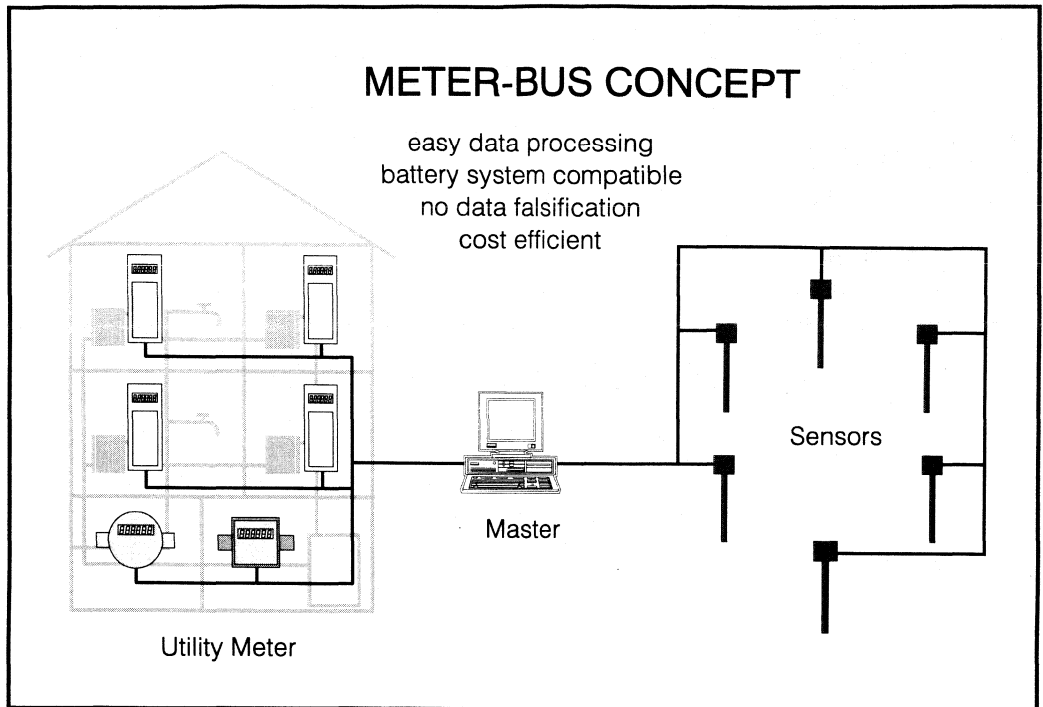 METER-BUS CONCEPT
easy data processing
battery system compatible
no data falsification
cost efficient
Sensors
Master
Utility Meter